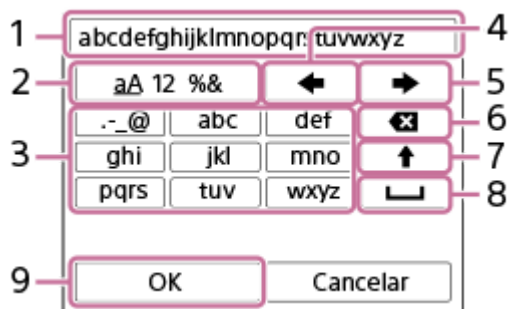 1 abcdefghijklmnopqrstuvwxyz 4
2 aA 12 %& 5
.-_@ abc def 6
3 ghi jkl mno 7
pqrs tuv wxyz 8
9 OK Cancelar